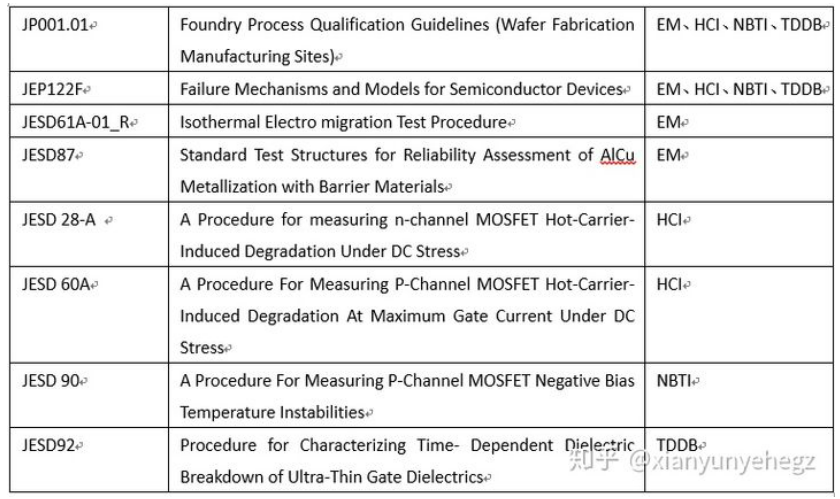 JP001.01
Foundry Process Qualification Guidelines (Wafer Fabrication
Manufacturing Sites)
EM、HCI、NBTI、TDDB
JEP122F
Failure Mechanisms and Models for Semiconductor Devices
EM、HCI、NBTI、TDDB
JESD61A-01_R
Isothermal Electro migration Test Procedure
EM
JESD87
Standard Test Structures for Reliability Assessment of AlCu
Metallization with Barrier Materials
EM
JESD 28-A
A Procedure for measuring n-channel MOSFET Hot-Carrier-
Induced Degradation Under DC Stress
HCI
JESD 60A
A Procedure For Measuring P-Channel MOSFET Hot-Carrier-
Induced Degradation At Maximum Gate Current Under DC
Stress
HCI
JESD 90
A Procedure For Measuring P-Channel MOSFET Negative Bias
Temperature Instabilities
NBTI
JESD92
Procedure for Characterizing Time- Dependent Dielectric
Breakdown of Ultra-Thin Gate Dielectrics
TDDB
知乎 @xianyunyehegz